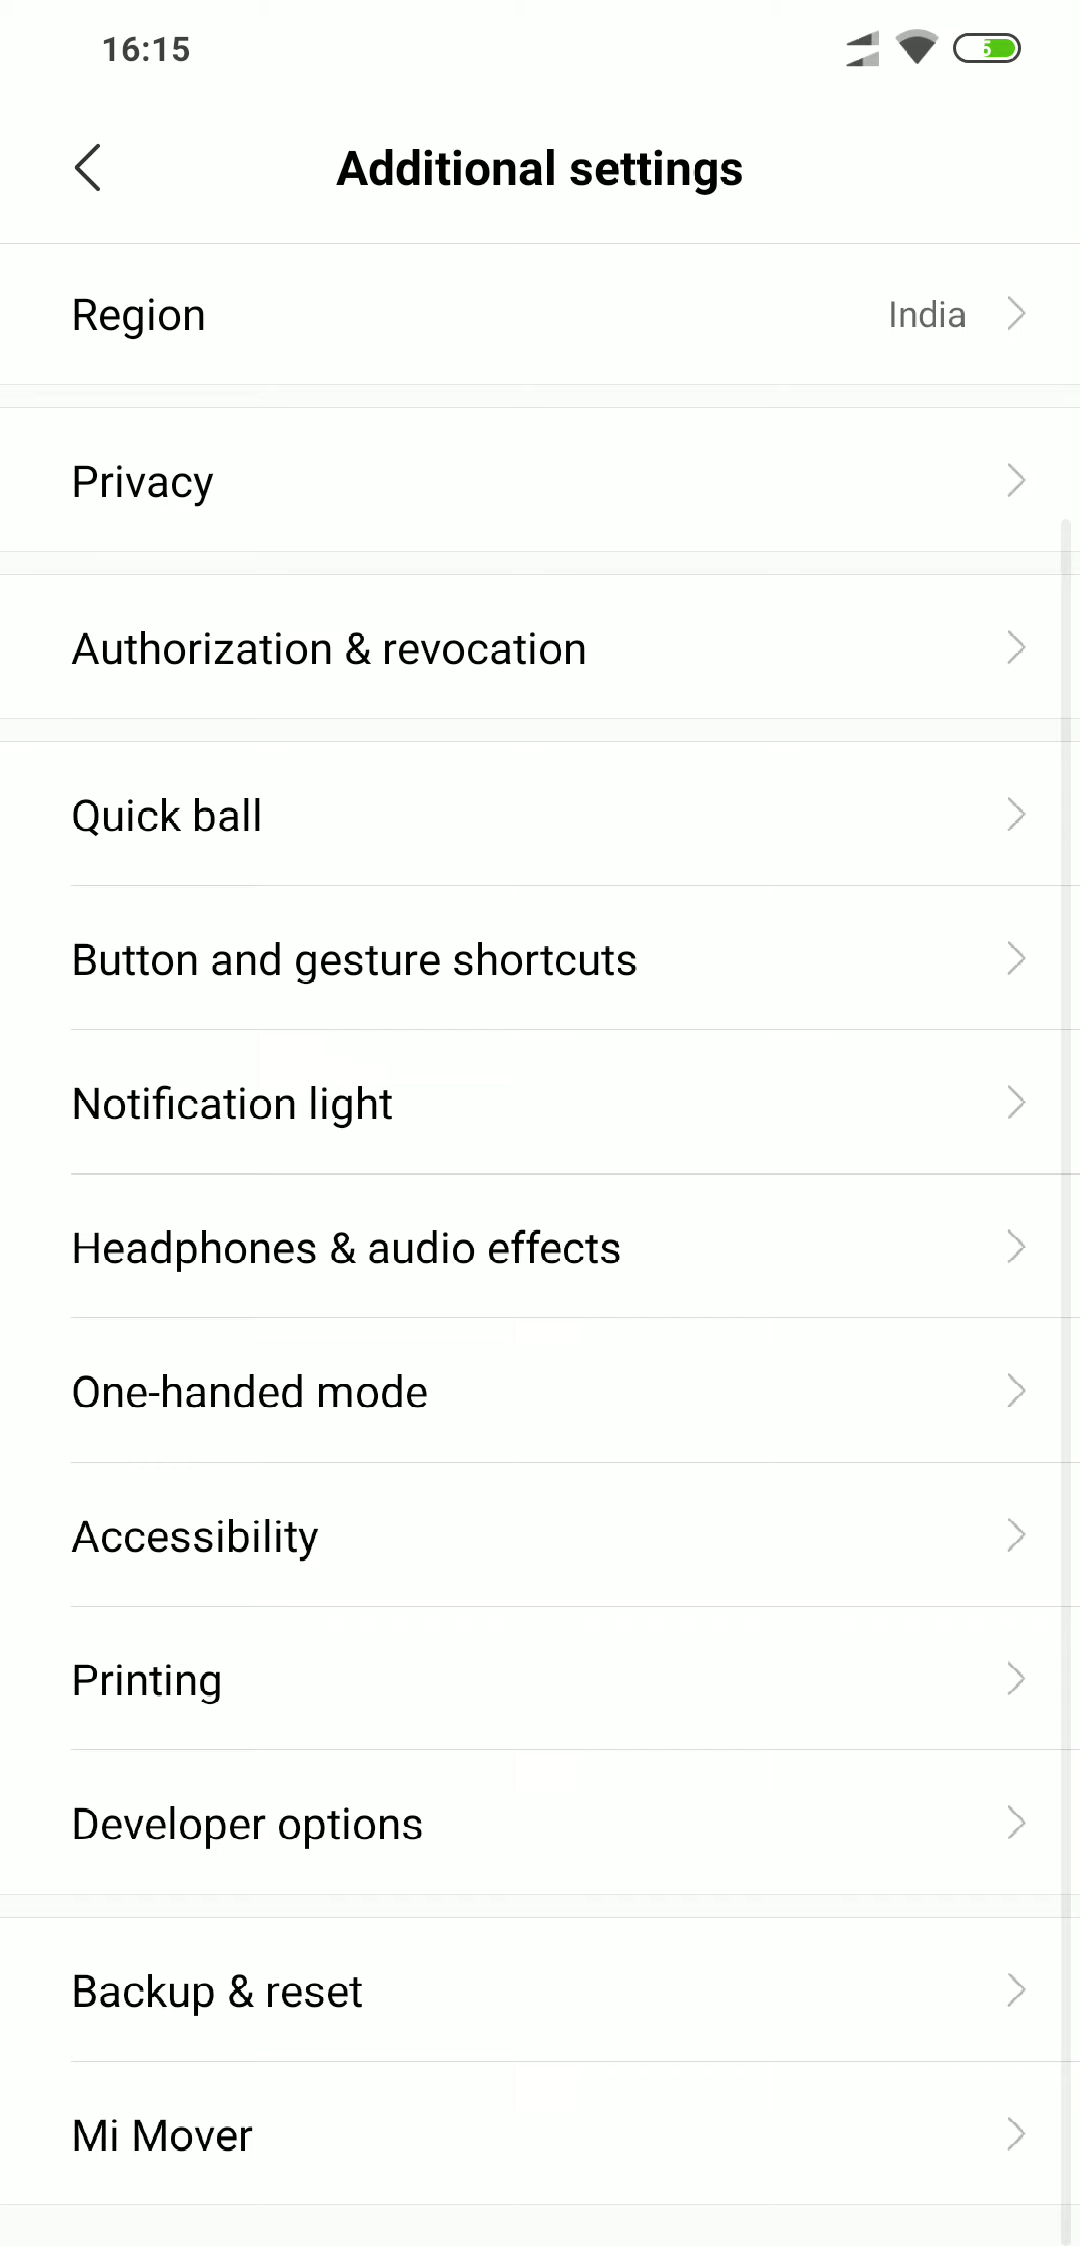 16:15
Additional settings
Region India
Privacy
Authorization & revocation
Quick ball
Button and gesture shortcuts
Notification light
Headphones & audio effects
One-handed mode
Accessibility
Printing
Developer options
Backup & reset
Mi Mover